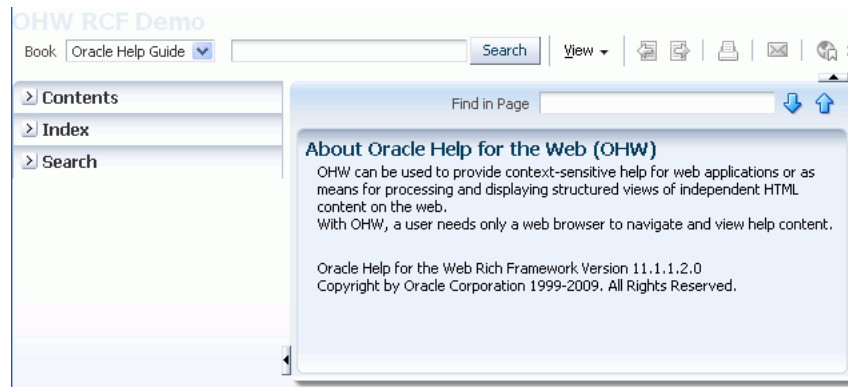 OHW RCF Demo
Book Oracle Help Guide Search View
Contents
Index
Search
Find in Page
About Oracle Help for the Web (OHW)
OHW can be used to provide context-sensitive help for web applications or as
means for processing and displaying structured views of independent HTML
content on the web.
With OHW, a user needs only a web browser to navigate and view help content.
Oracle Help for the Web Rich Framework Version 11.1.1.2.0
Copyright by Oracle Corporation 1999-2009. All Rights Reserved.